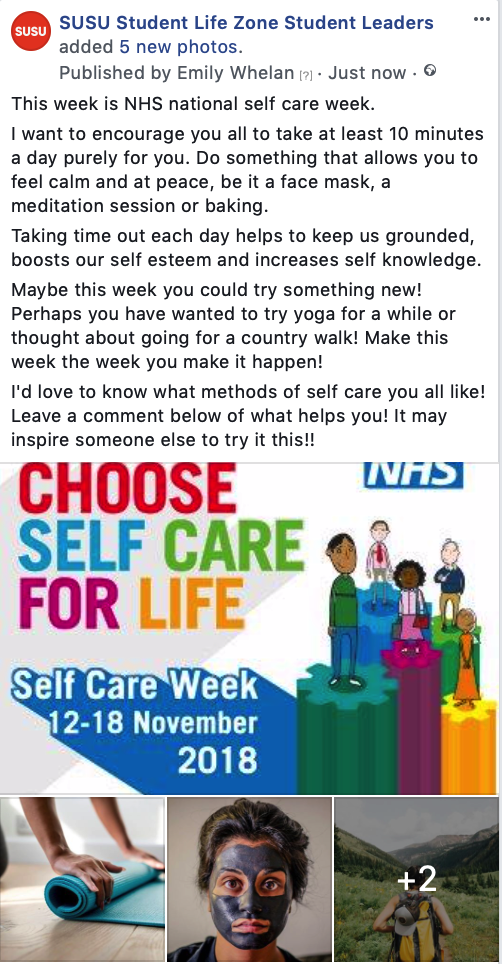 SUSU
SUSU Student Life Zone Student Leaders
added 5 new photos.
Published by Emily Whelan [?] · Just now ·
This week is NHS national self care week.
I want to encourage you all to take at least 10 minutes
a day purely for you. Do something that allows you to
feel calm and at peace, be it a face mask, a
meditation session or baking.
Taking time out each day helps to keep us grounded,
boosts our self esteem and increases self knowledge.
Maybe this week you could try something new!
Perhaps you have wanted to try yoga for a while or
thought about going for a country walk! Make this
week the week you make it happen!
I'd love to know what methods of self care you all like!
Leave a comment below of what helps you! It may
inspire someone else to try it this!!
NHS
CHOOSE
SELF CARE
FOR LIFE
Self Care Week
12-18 November
2018
+2